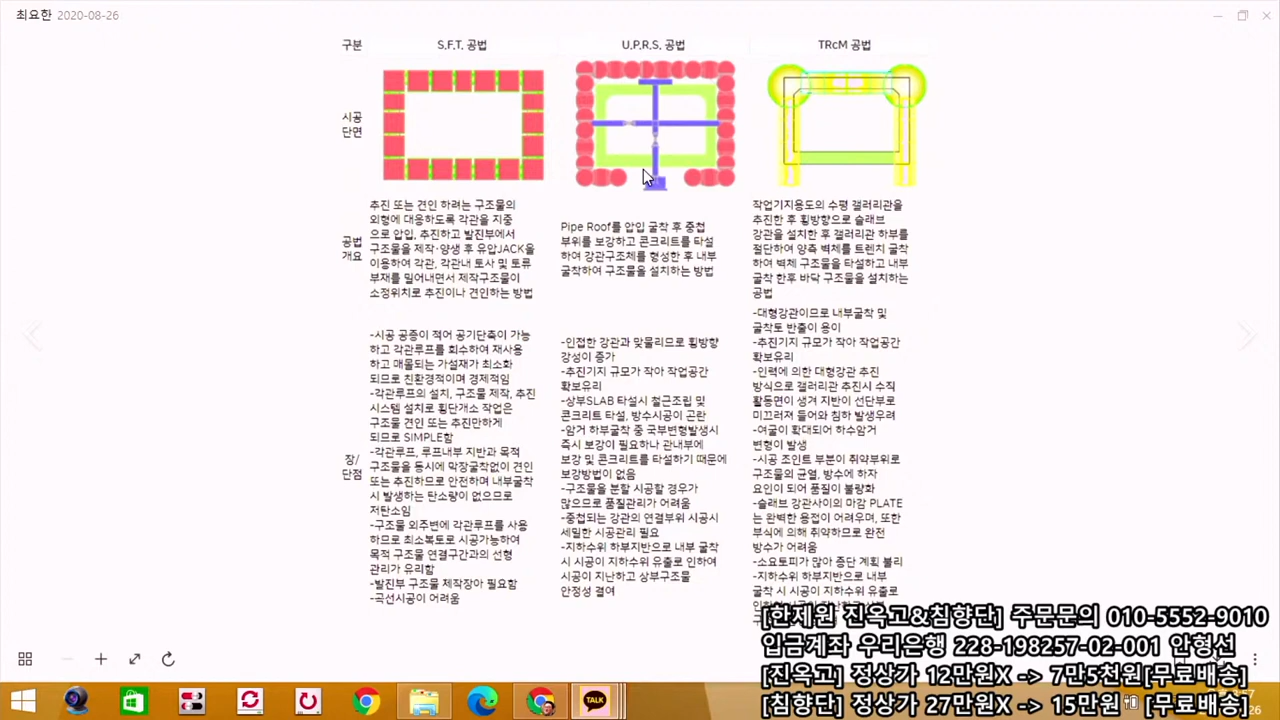 최요한 2020-08-26
구분
S.F.T. 공법
U.P.R.S. 공법
TRcM 공법
시공
단면
공법
개요
추진 또는 견인 하려는 구조물의
외형에 대응하도록 각관을 지중
으로 압입, 추진하고 발진부에서
구조물을 제작·양생 후 유압JACK을
이용하여 각관, 각관내 토사 및 토류
부재를 밀어내면서 제작구조물이
소정위치로 추진이나 견인하는 방법
Pipe Roof를 압입 굴착 후 중첩
부위를 보강하고 콘크리트를 타설
하여 강관구조체를 형성한 후 내부
굴착하여 구조물을 설치하는 방법
작업기지용도의 수평 갤러리관을
추진한 후 횡방향으로 슬래브
강관을 설치한 후 갤러리관 하부를
절단하여 양측 벽체를 트렌치 굴착
하여 벽체 구조물을 타설하고 내부
굴착 한후 바닥 구조물을 설치하는
공법
장/
단점
-시공 공종이 적어 공기단축이 가능
하고 각관루프를 회수하여 재사용
하고 매몰되는 가설재가 최소화
되므로 친환경적이며 경제적임
-각관루프의 설치, 구조물 제작, 추진
시스템 설치로 횡단개소 작업은
구조물 견인 또는 추진만하게
되므로 SIMPLE함
-각관루프, 루프내부 지반과 목적
구조물을 동시에 막장굴착없이 견인
또는 추진하므로 안전하며 내부굴착
시 발생하는 탄소량이 없으므로
저탄소임
-구조물 외주변에 각관루프를 사용
하므로 최소복토로 시공가능하여
목적 구조물 연결구간과의 선형
관리가 유리함
-발진부 구조물 제작장아 필요함
-곡선시공이 어려움
-인접한 강관과 맞물리므로 횡방향
강성이 증가
-추진기지 규모가 작아 작업공간
확보유리
-상부SLAB 타설시 철근조립 및
콘크리트 타설, 방수시공이 곤란
-암거 하부굴착 중 국부변형발생시
즉시 보강이 필요하나 관내부에
보강 및 콘크리트를 타설하기 때문에
보강방법이 없음
-구조물을 분할 시공할 경우가
많으므로 품질관리가 어려움
-중첩되는 강관의 연결부위 시공시
세밀한 시공관리 필요
-지하수위 하부지반으로 내부 굴착
시 시공이 지하수위 유출로 인하여
시공이 지난하고 상부구조물
안정성 결여
-대형강관이므로 내부굴착 및
굴착토 반출이 용이
-추진기지 규모가 작아 작업공간
확보유리
-인력에 의한 대형강관 추진
방식으로 갤러리관 추진시 수직
활동면이 생겨 지반이 선단부로
미끄러져 들어와 침하 발생우려
-여굴이 확대되어 하수암거
변형이 발생
-시공 조인트 부분이 취약부위로
구조물의 균열, 방수에 하자
요인이 되어 품질이 불량화
-슬래브 강관사이의 마감 PLATE
는 완벽한 용접이 어려우며, 또한
부식에 의해 취약하므로 완전
방수가 어려움
-소요토피가 많아 종단 계획 불리
-지하수위 하부지반으로 내부
굴착 시 시공이 지하수위 유출로
[한제원 진옥고&침향단] 주문문의 010-5552-9010
입금계좌 우리은행 228-198257-02-001 안형선
[진옥고] 정상가 12만원X -> 7만5천원[무료배송]
[침향단] 정상가 27만원X -> 15만원 [무료배송]
TALK